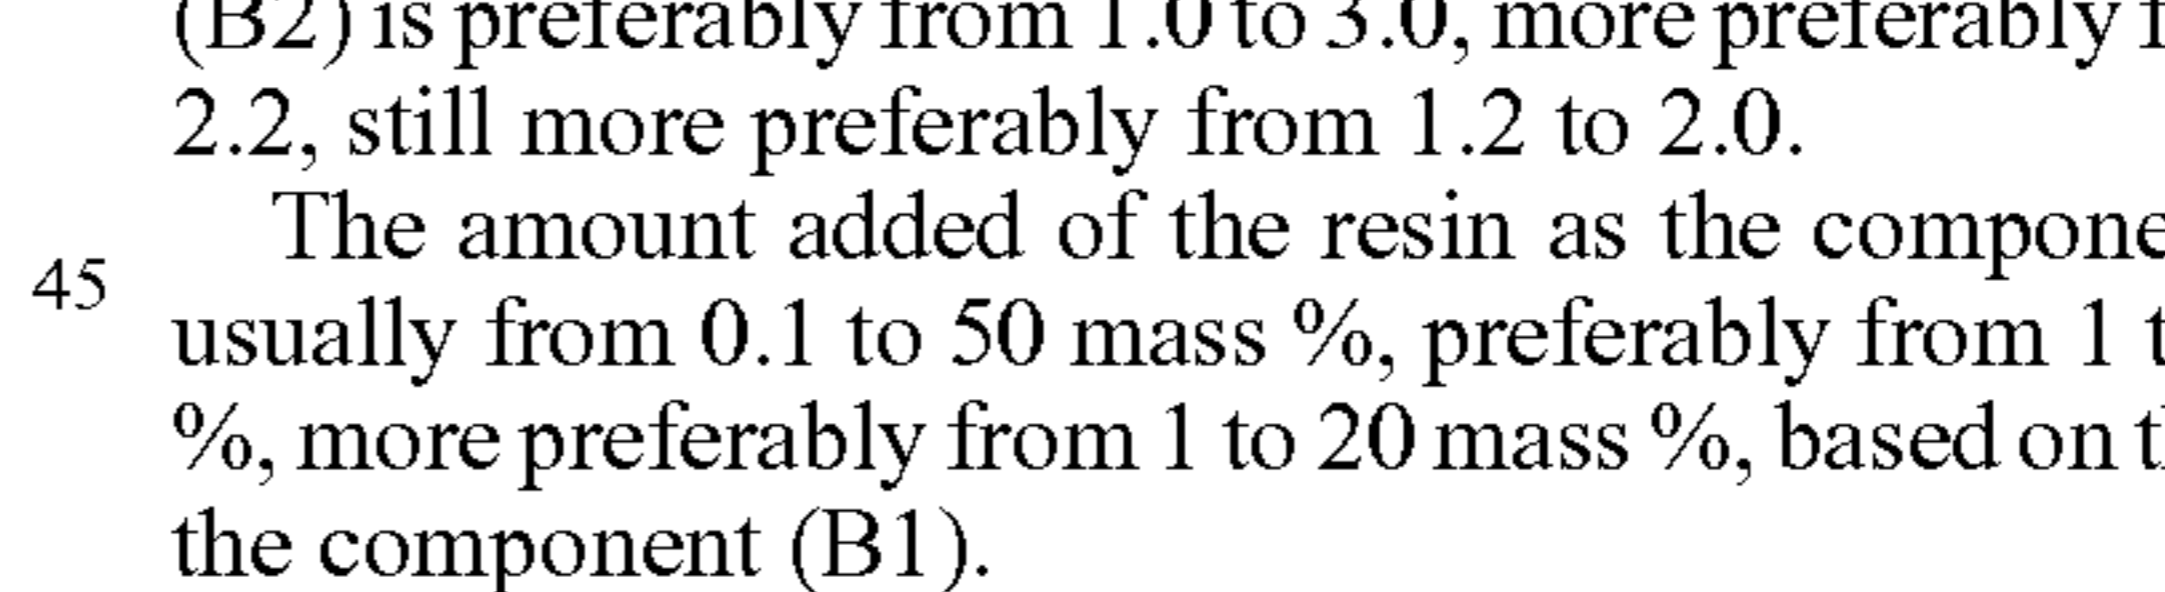 (B2) is preferably from 1.0 to 3.0, more preferably
2.2, still more preferably from 1.2 to 2.0.
The amount added of the resin as the
45
usually from 0.1 to 50 mass %, preferably from 1
%, more preferably from 1 to 20 mass %, based on
the component (B1).